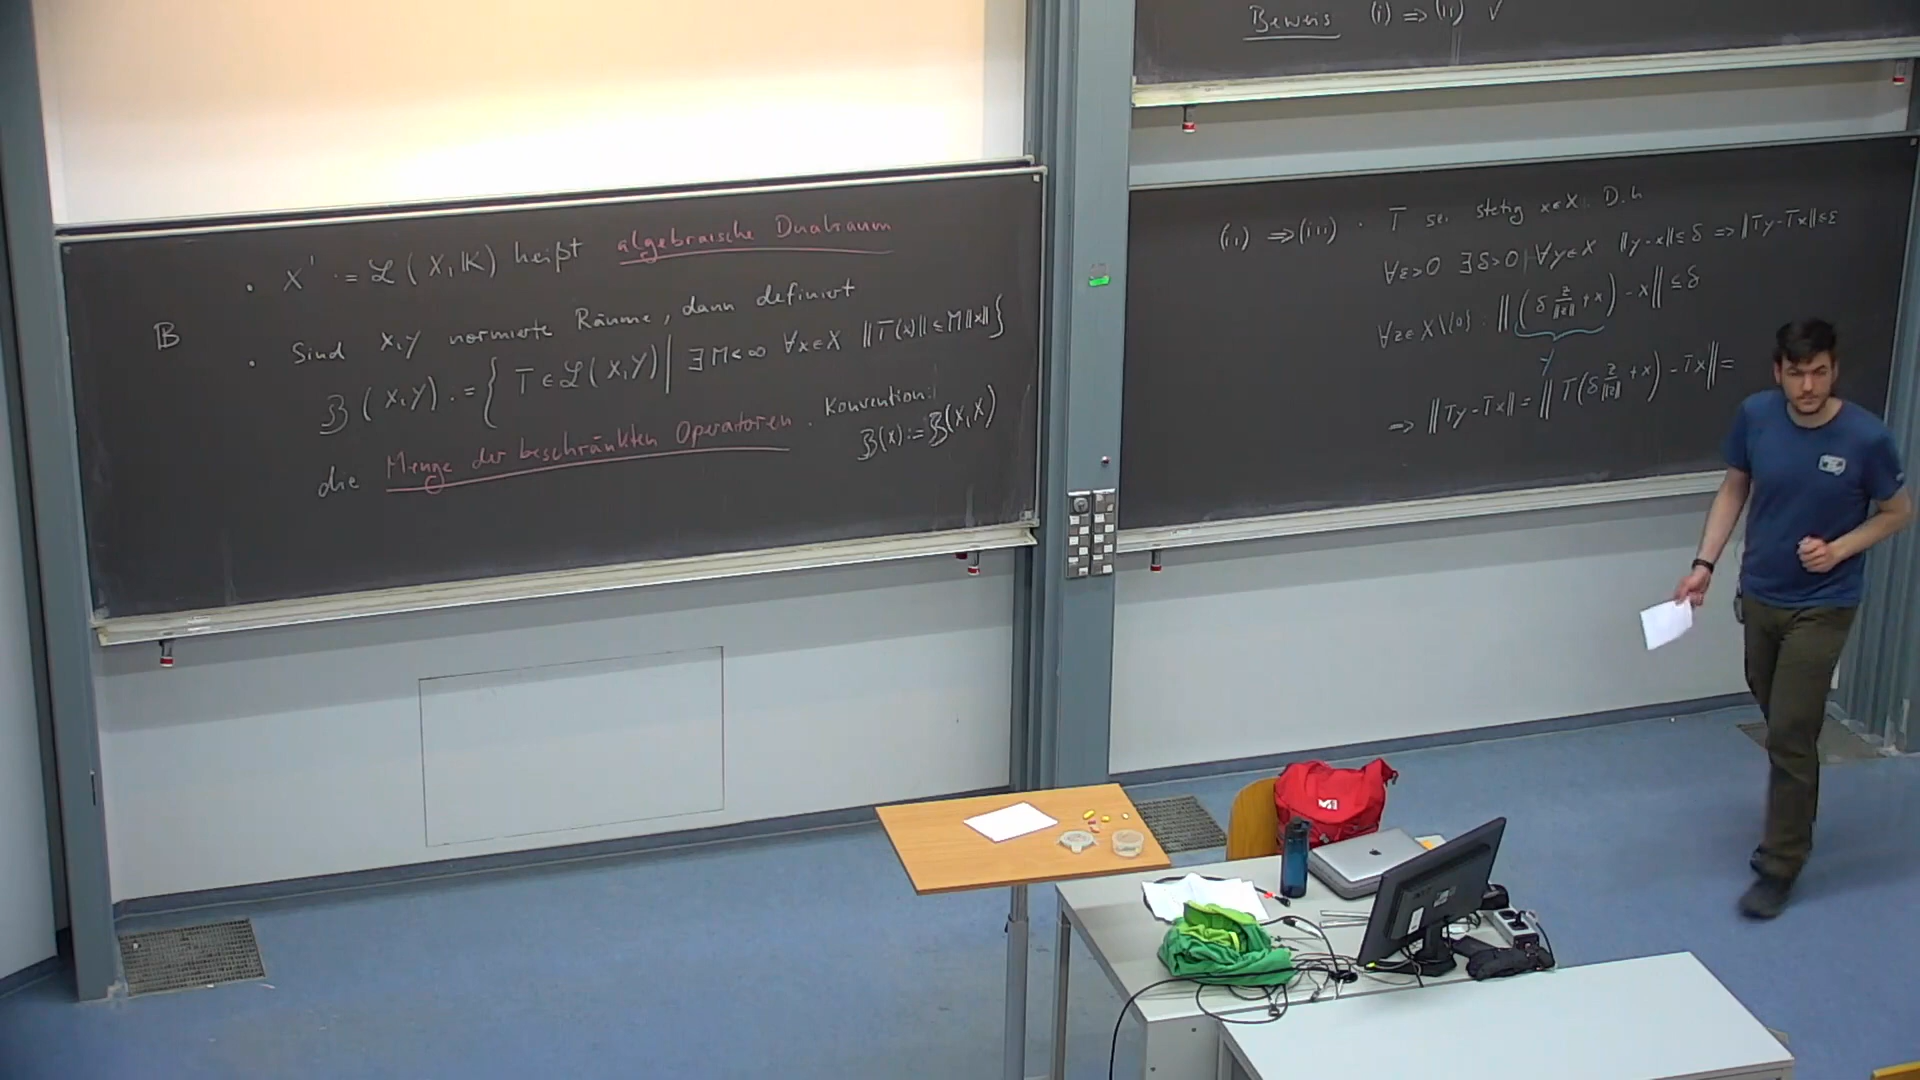 • X' := ℒ(X,𝕂) heißt algebraische Dualraum
𝔹
• Sind X,Y normierte Räume, dann definiert
B(X,Y) := { T ∈ ℒ(X,Y) | ∃ M < ∞ ∀x∈X ‖T(x)‖ ≤ M‖x‖ }
die Menge der beschränkten Operatoren. Konvention:
B(X) := B(X,X)
Beweis (i) ⇒ (ii) ✓
(ii) ⇒ (iii) · T sei stetig x∈X. D.h
∀ε>0 ∃δ>0 ∀y∈X ‖y-x‖≤δ ⇒ ‖Ty-Tx‖≤ε
∀z∈X\{0}. ‖(δ z/‖z‖ + x) - x‖ ≤ δ
y
⇒ ‖Ty-Tx‖ = ‖T(δ z/‖z‖ + x) - Tx‖ =